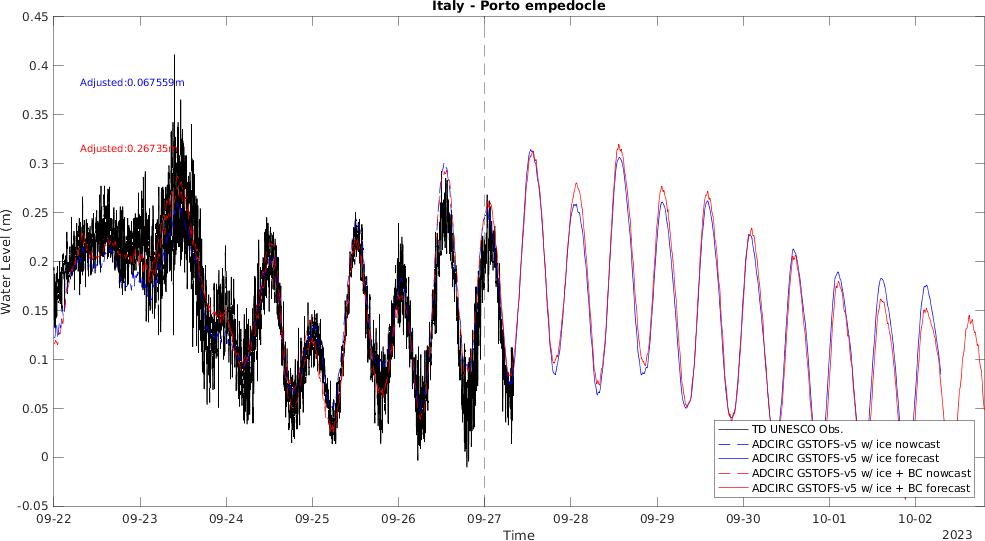 Italy - Porto empedocle
0.45
0.4
0.35
0.3
0.25
0.2
0.15
0.1
0.05
0
-0.05
Water Level (m)
Adjusted:0.067559m
Adjusted:0.26735m
TD UNESCO Obs.
ADCIRC GSTOFS-v5 w/ ice nowcast
ADCIRC GSTOFS-v5 w/ ice forecast
ADCIRC GSTOFS-v5 w/ ice + BC nowcast
ADCIRC GSTOFS-v5 w/ ice + BC forecast
09-22 09-23 09-24 09-25 09-26 09-27 09-28 09-29 09-30 10-01 10-02
Time
2023